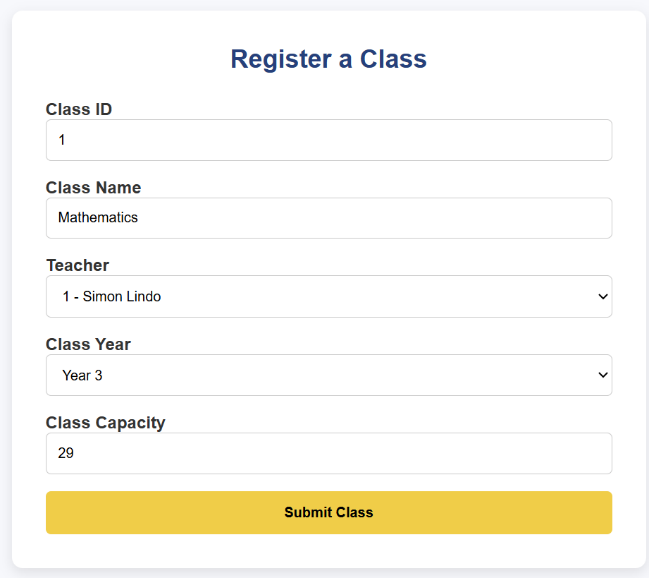 Register a Class
Class ID
1
Class Name
Mathematics
Teacher
1 - Simon Lindo
Class Year
Year 3
Class Capacity
29
Submit Class